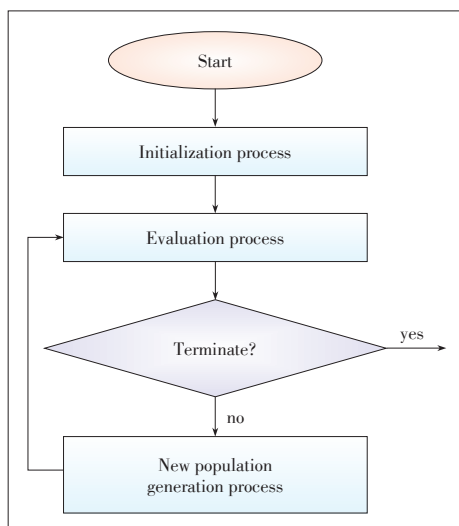 Start
Initialization process
Evaluation process
Terminate?
yes
no
New population
generation process